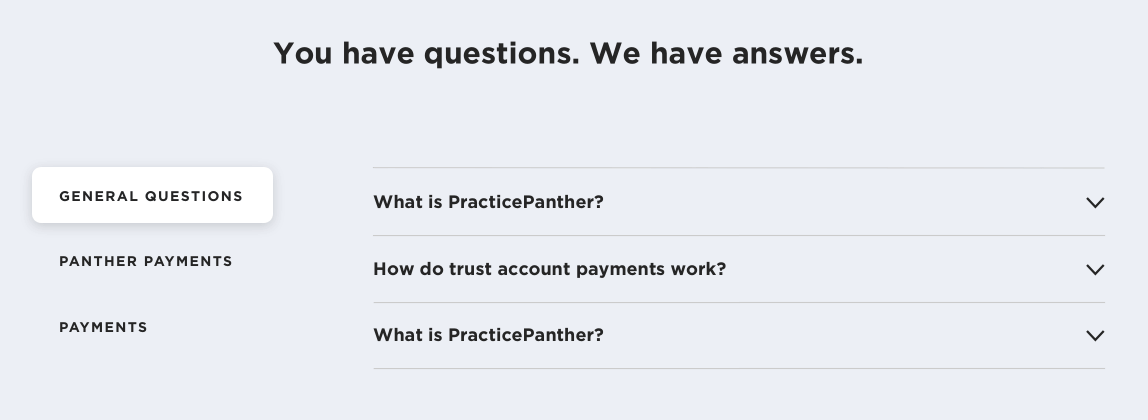 You have questions. We have answers.
GENERAL QUESTIONS
PANTHER PAYMENTS
PAYMENTS
What is PracticePanther?
How do trust account payments work?
What is PracticePanther?